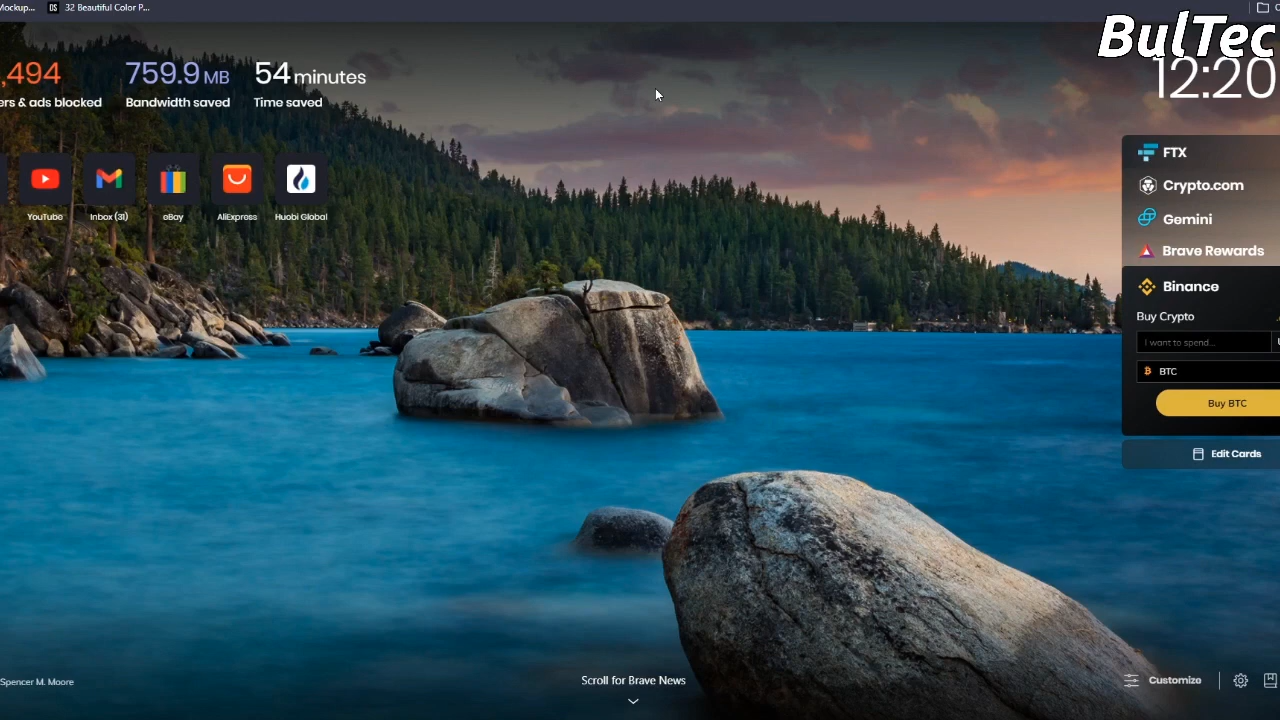 Mockup...
DS 32 Beautiful Color P...
BulTec
,494
ers & ads blocked
759.9 MB
Bandwidth saved
54 minutes
Time saved
12:20
YouTube
Inbox (31)
eBay
AliExpress
Huobi Global
FTX
Crypto.com
Gemini
Brave Rewards
Binance
Buy Crypto
I want to spend...
BTC
Buy BTC
Edit Cards
Spencer M. Moore
Scroll for Brave News
Customize